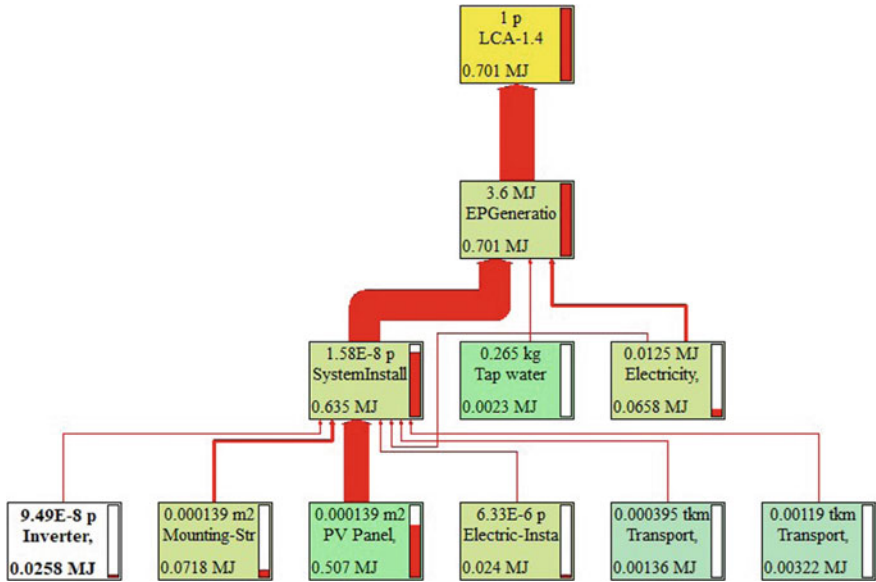 1 p
LCA-1.4
0.701 MJ
3.6 MJ
EPGeneratio
0.701 MJ
1.58E-8 p
SystemInstall
0.635 MJ
0.265 kg
Tap water
0.0023 MJ
0.0125 MJ
Electricity,
0.0658 MJ
9.49E-8 p
Inverter,
0.0258 MJ
0.000139 m2
Mounting-Str
0.0718 MJ
0.000139 m2
PV Panel,
0.507 MJ
6.33E-6 p
Electric-Insta
0.024 MJ
0.000395 tkm
Transport,
0.00136 MJ
0.00119 tkm
Transport,
0.00322 MJ